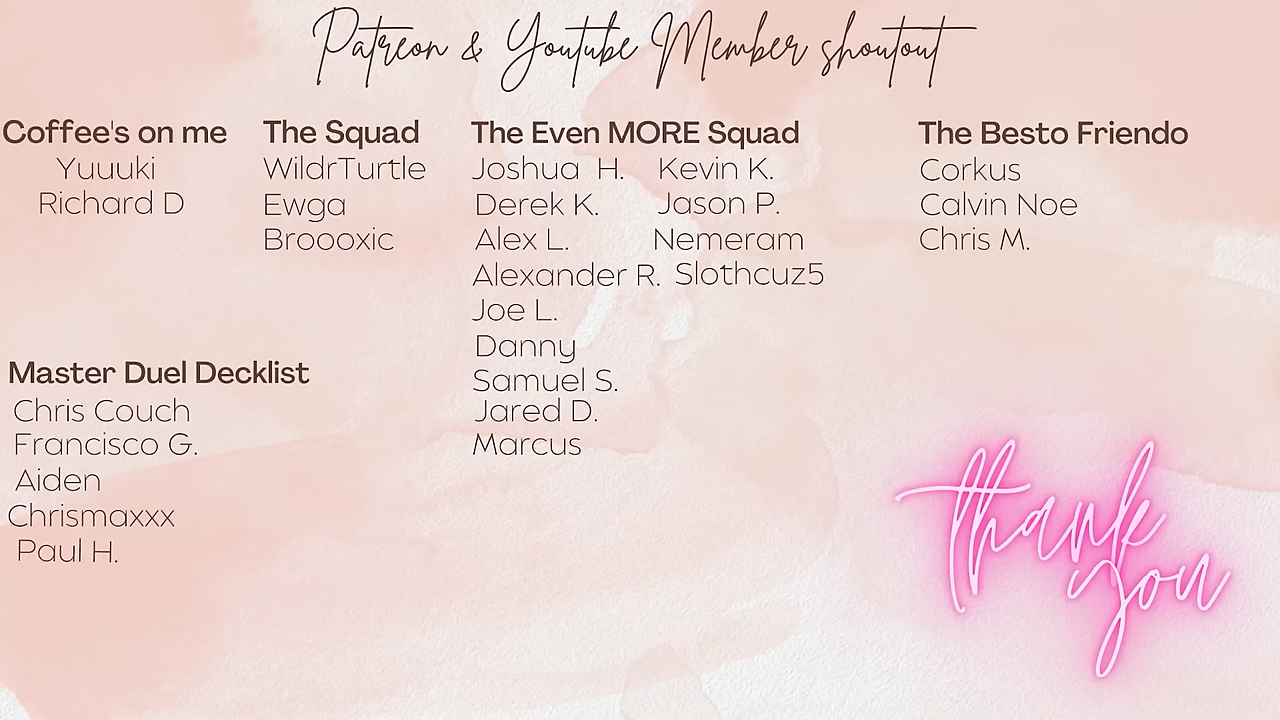 Patreon & Youtube Member shoutout
Coffee's on me
Yuuuki
Richard D
The Squad
WildrTurtle
Ewga
Broooxic
The Even MORE Squad
Joshua H. Kevin K.
Derek K. Jason P.
Alex L. Nemeram
Alexander R. Slothcuz5
Joe L.
Danny
Samuel S.
Jared D.
Marcus
The Besto Friendo
Corkus
Calvin Noe
Chris M.
Master Duel Decklist
Chris Couch
Francisco G.
Aiden
Chrismaxxx
Paul H.
thank
you